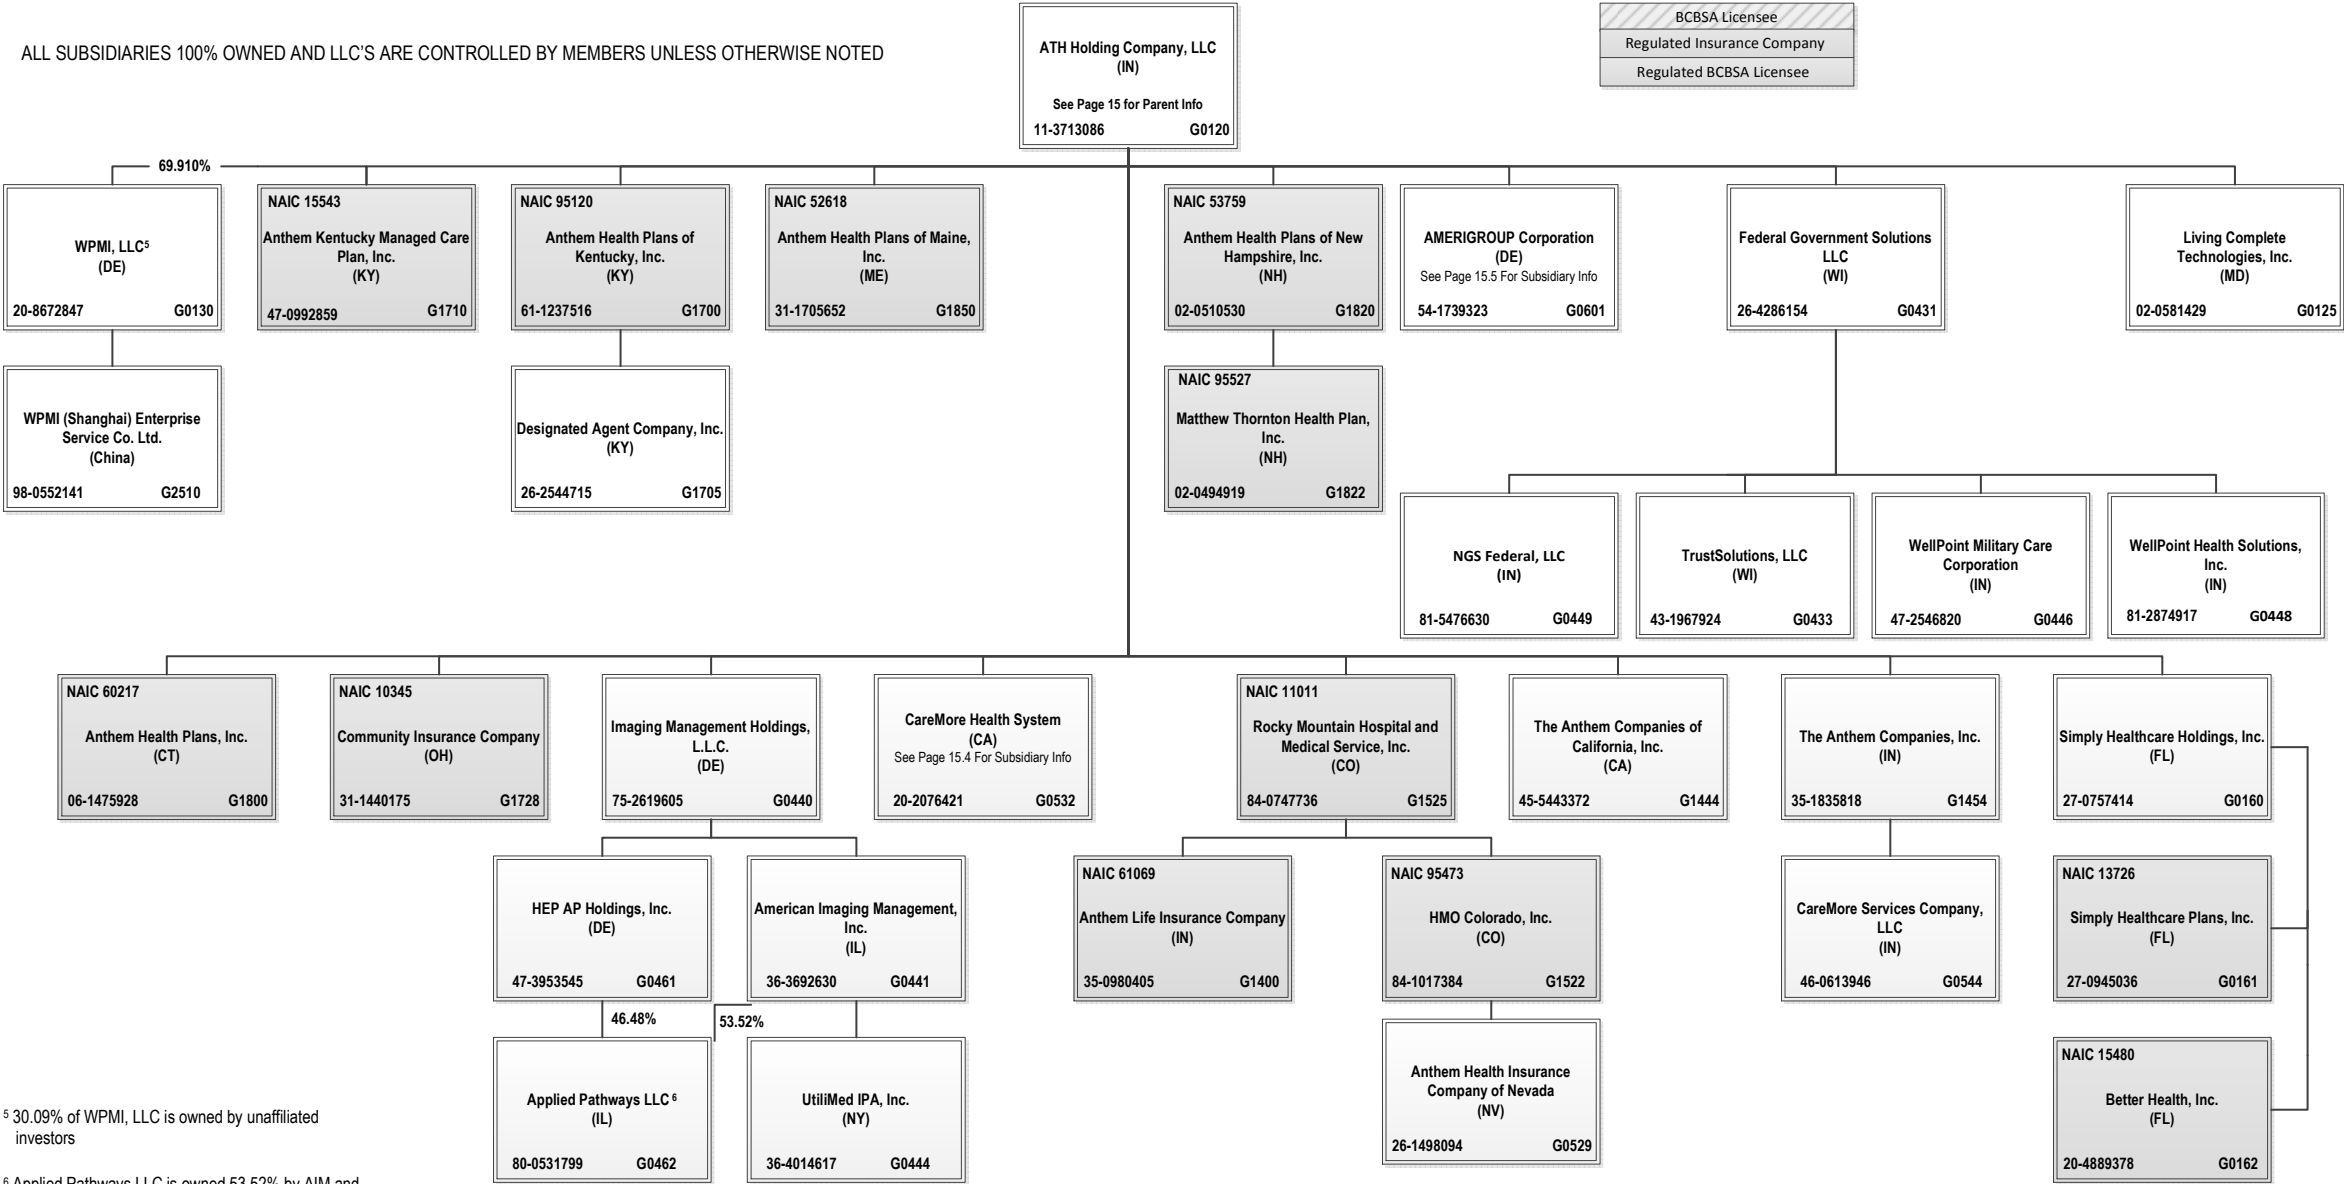 ALL SUBSIDIARIES 100% OWNED AND LLC'S ARE CONTROLLED BY MEMBERS UNLESS OTHERWISE NOTED
ATH Holding Company, LLC
(IN)
See Page 15 for Parent Info
11-3713086 G0120
BCBSA Licensee
Regulated Insurance Company
Regulated BCBSA Licensee
69.910%
WPMI, LLC⁵
(DE)
20-8672847 G0130
NAIC 15543
Anthem Kentucky Managed Care
Plan, Inc.
(KY)
47-0992859 G1710
NAIC 95120
Anthem Health Plans of
Kentucky, Inc.
(KY)
61-1237516 G1700
NAIC 52618
Anthem Health Plans of Maine,
Inc.
(ME)
31-1705652 G1850
NAIC 53759
Anthem Health Plans of New
Hampshire, Inc.
(NH)
02-0510530 G1820
AMERIGROUP Corporation
(DE)
See Page 15.5 For Subsidiary Info
54-1739323 G0601
Federal Government Solutions
LLC
(WI)
26-4286154 G0431
Living Complete
Technologies, Inc.
(MD)
02-0581429 G0125
WPMI (Shanghai) Enterprise
Service Co. Ltd.
(China)
98-0552141 G2510
Designated Agent Company, Inc.
(KY)
26-2544715 G1705
NAIC 95527
Matthew Thornton Health Plan,
Inc.
(NH)
02-0494919 G1822
NGS Federal, LLC
(IN)
81-5476630 G0449
TrustSolutions, LLC
(WI)
43-1967924 G0433
WellPoint Military Care
Corporation
(IN)
47-2546820 G0446
WellPoint Health Solutions,
Inc.
(IN)
81-2874917 G0448
NAIC 60217
Anthem Health Plans, Inc.
(CT)
06-1475928 G1800
NAIC 10345
Community Insurance Company
(OH)
31-1440175 G1728
Imaging Management Holdings,
L.L.C.
(DE)
75-2619605 G0440
CareMore Health System
(CA)
See Page 15.4 For Subsidiary Info
20-2076421 G0532
NAIC 11011
Rocky Mountain Hospital and
Medical Service, Inc.
(CO)
84-0747736 G1525
The Anthem Companies of
California, Inc.
(CA)
45-5443372 G1444
The Anthem Companies, Inc.
(IN)
35-1835818 G1454
Simply Healthcare Holdings, Inc.
(FL)
27-0757414 G0160
HEP AP Holdings, Inc.
(DE)
47-3953545 G0461
American Imaging Management,
Inc.
(IL)
36-3692630 G0441
NAIC 61069
Anthem Life Insurance Company
(IN)
35-0980405 G1400
NAIC 95473
HMO Colorado, Inc.
(CO)
84-1017384 G1522
CareMore Services Company,
LLC
(IN)
46-0613946 G0544
NAIC 13726
Simply Healthcare Plans, Inc.
(FL)
27-0945036 G0161
46.48%
53.52%
Applied Pathways LLC ⁶
(IL)
80-0531799 G0462
UtiliMed IPA, Inc.
(NY)
36-4014617 G0444
Anthem Health Insurance
Company of Nevada
(NV)
26-1498094 G0529
NAIC 15480
Better Health, Inc.
(FL)
20-4889378 G0162
⁵ 30.09% of WPMI, LLC is owned by unaffiliated
investors
⁶ Applied Pathways LLC is owned 53.52% by AIM and